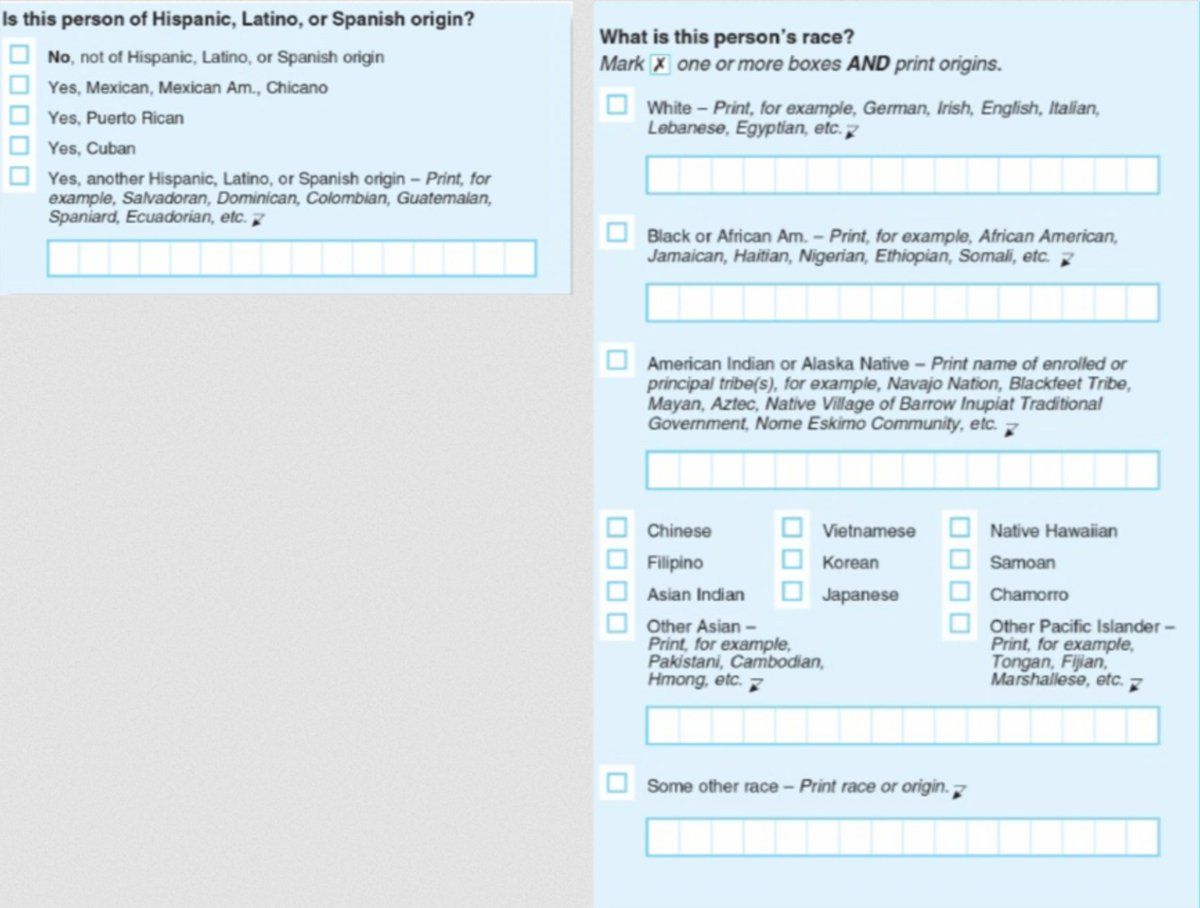 Is this person of Hispanic, Latino, or Spanish origin?
No, not of Hispanic, Latino, or Spanish origin
Yes, Mexican, Mexican Am., Chicano
Yes, Puerto Rican
Yes, Cuban
Yes, another Hispanic, Latino, or Spanish origin – Print, for
example, Salvadoran, Dominican, Colombian, Guatemalan,
Spaniard, Ecuadorian, etc.
What is this person's race?
Mark X one or more boxes AND print origins.
White – Print, for example, German, Irish, English, Italian,
Lebanese, Egyptian, etc.
Black or African Am. – Print, for example, African American,
Jamaican, Haitian, Nigerian, Ethiopian, Somali, etc.
American Indian or Alaska Native – Print name of enrolled or
principal tribe(s), for example, Navajo Nation, Blackfeet Tribe,
Mayan, Aztec, Native Village of Barrow Inupiat Traditional
Government, Nome Eskimo Community, etc.
Chinese
Filipino
Asian Indian
Other Asian –
Print, for example,
Pakistani, Cambodian,
Hmong, etc.
Vietnamese
Korean
Japanese
Native Hawaiian
Samoan
Chamorro
Other Pacific Islander –
Print, for example,
Tongan, Fijian,
Marshallese, etc.
Some other race – Print race or origin.